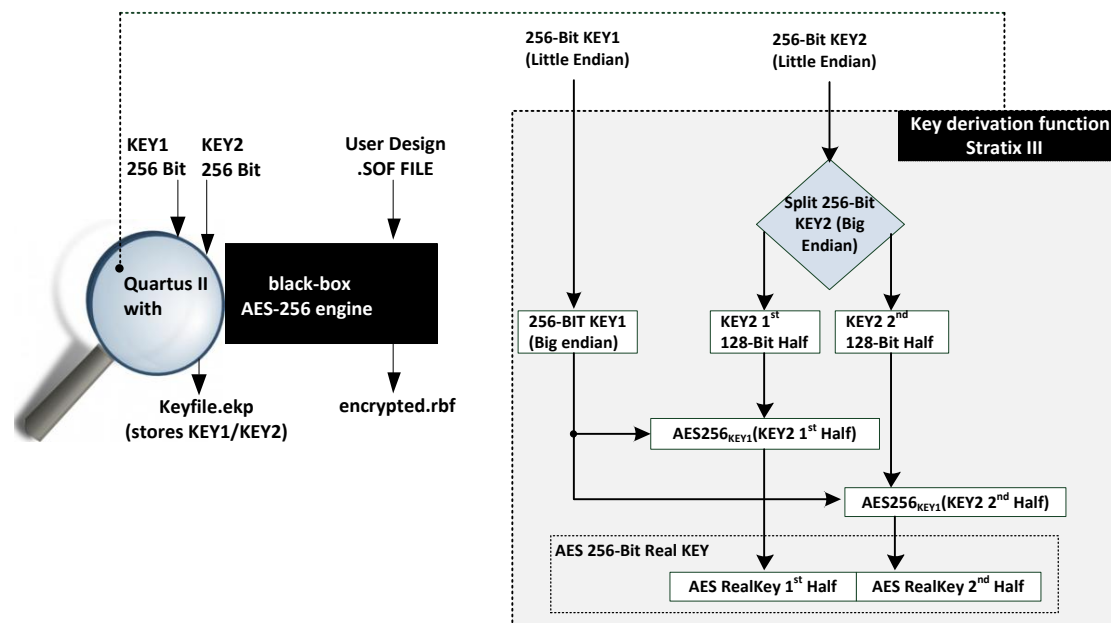 256-Bit KEY1
(Little Endian)
256-Bit KEY2
(Little Endian)
Key derivation function
Stratix III
KEY1
256 Bit
KEY2
256 Bit
User Design
.SOF FILE
Split 256-Bit
KEY2 (Big
Endian)
Quartus II
with
black-box
AES-256 engine
256-BIT KEY1
(Big endian)
KEY2 1st
128-Bit Half
KEY2 2nd
128-Bit Half
Keyfile.ekp
(stores KEY1/KEY2)
encrypted.rbf
AES256KEY1(KEY2 1st Half)
AES256KEY1(KEY2 2nd Half)
AES 256-Bit Real KEY
AES RealKey 1st Half
AES RealKey 2nd Half